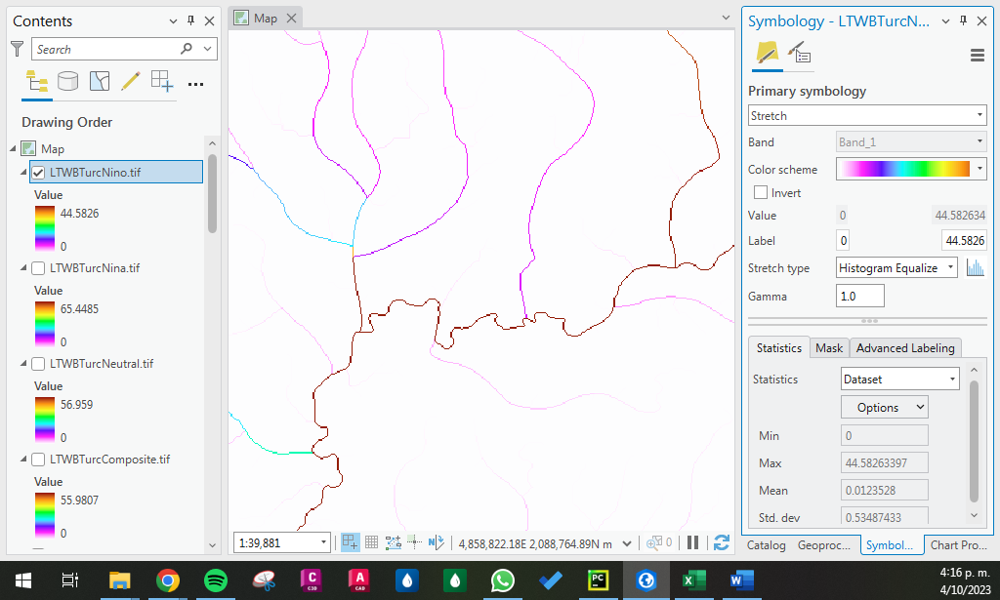 Contents
Search
Drawing Order
Map
LTWBTurcNino.tif
Value
44.5826
0
LTWBTurcNina.tif
Value
65.4485
0
LTWBTurcNeutral.tif
Value
56.959
0
LTWBTurcComposite.tif
Value
55.9807
0
Map
1:39,881
4,858,822.18E 2,088,764.89N m
0
Symbology - LTWBTurcN...
Primary symbology
Stretch
Band
Band_1
Color scheme
Invert
Value
0
44.582634
Label
0
44.5826
Stretch type
Histogram Equalize
Gamma
1.0
Statistics
Mask
Advanced Labeling
Statistics
Dataset
Options
Min
0
Max
44.58263397
Mean
0.0123528
Std. dev
0.53487433
Catalog
Geoproc...
Symbol...
Chart Pro...
C
C3D
A
CAD
PC
X
W
4:16 p. m.
4/10/2023